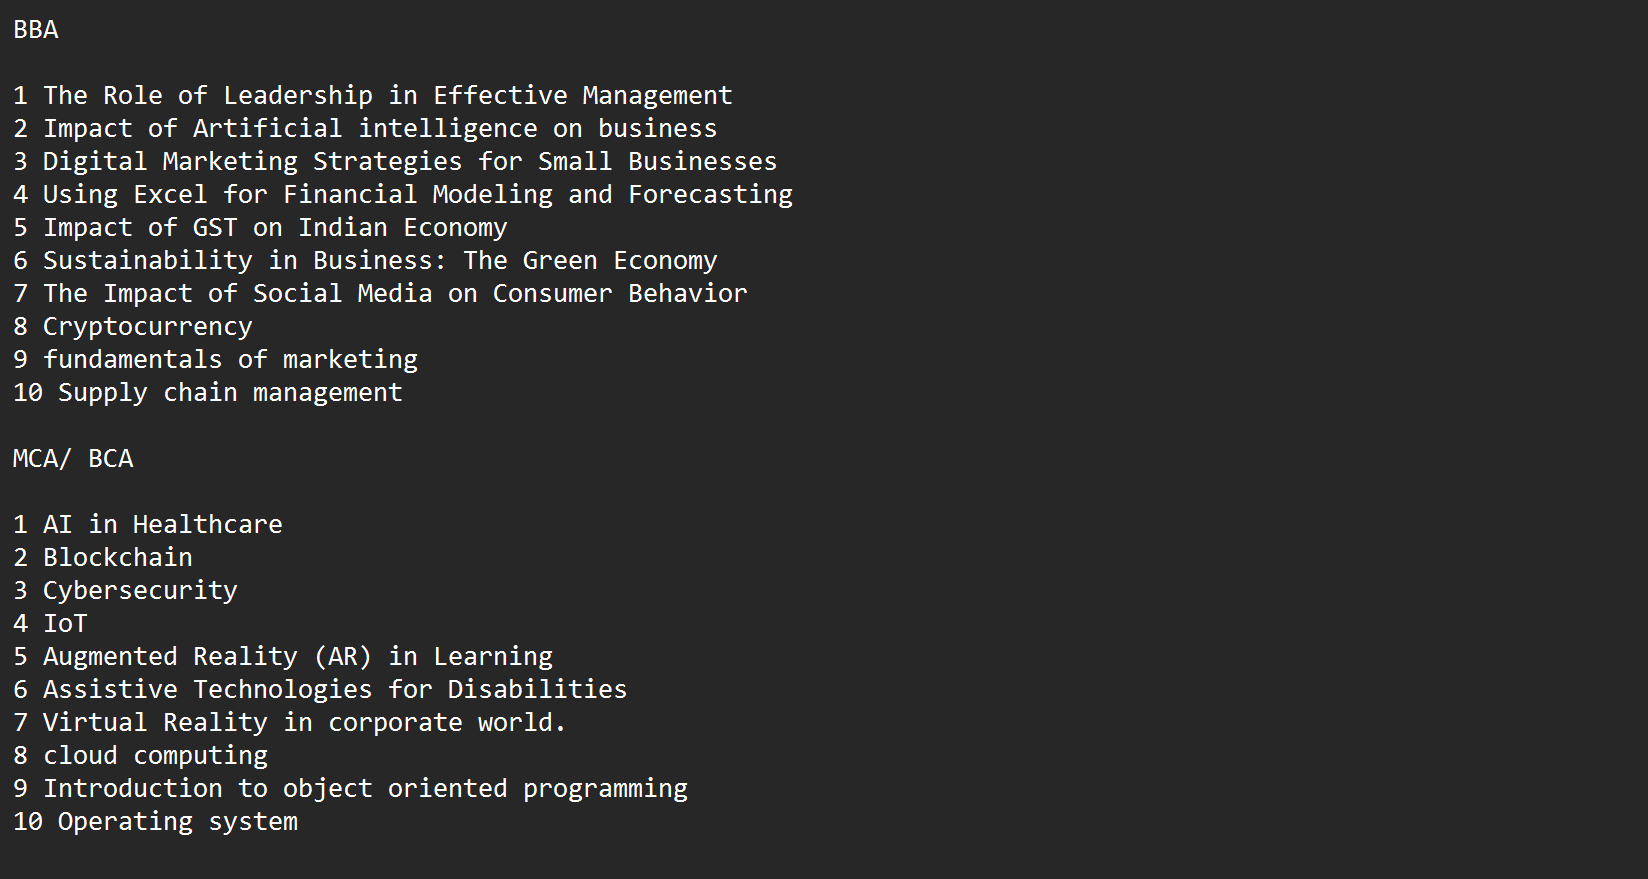 BBA
1 The Role of Leadership in Effective Management
2 Impact of Artificial intelligence on business
3 Digital Marketing Strategies for Small Businesses
4 Using Excel for Financial Modeling and Forecasting
5 Impact of GST on Indian Economy
6 Sustainability in Business: The Green Economy
7 The Impact of Social Media on Consumer Behavior
8 Cryptocurrency
9 fundamentals of marketing
10 Supply chain management
MCA/ BCA
1 AI in Healthcare
2 Blockchain
3 Cybersecurity
4 IoT
5 Augmented Reality (AR) in Learning
6 Assistive Technologies for Disabilities
7 Virtual Reality in corporate world.
8 cloud computing
9 Introduction to object oriented programming
10 Operating system